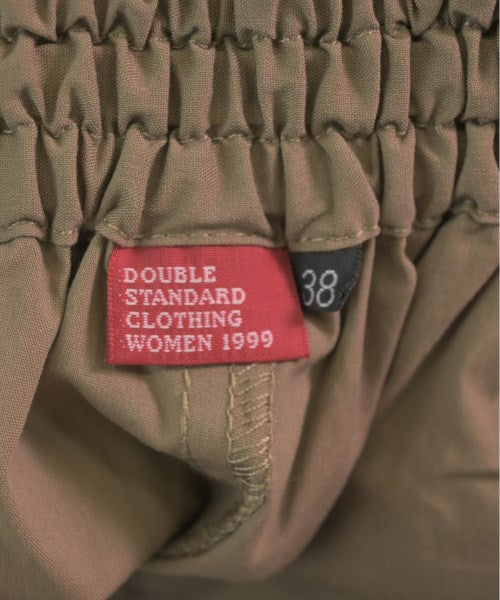 DOUBLE
STANDARD
CLOTHING
WOMEN 1999
38